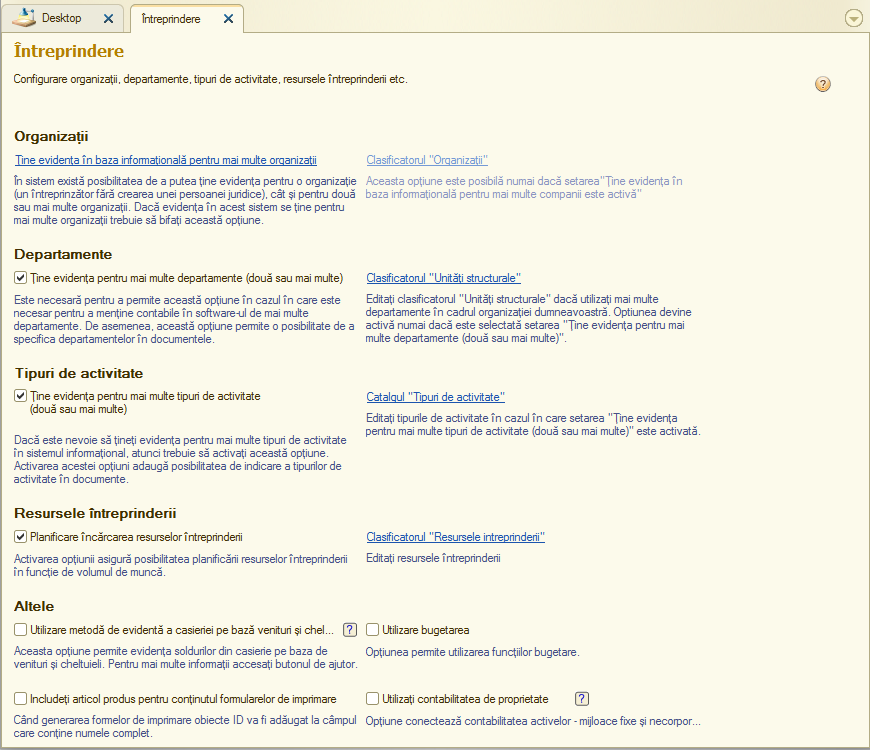 Desktop
Întreprindere
Întreprindere
Configurare organizații, departamente, tipuri de activitate, resursele întreprinderii etc.
?
Organizații
Ține evidența în baza informațională pentru mai multe organizații
Clasificatorul "Organizații"
În sistem există posibilitatea de a putea ține evidența pentru o organizație
(un întreprinzător fără crearea unei persoanei juridice), cât și pentru două
sau mai multe organizații. Dacă evidența în acest sistem se ține pentru
mai multe organizații trebuie să bifați această opțiune.
Aceasta opțiune este posibilă numai dacă setarea"Ține evidența în
baza informațională pentru mai multe companii este activă"
Departamente
Ține evidența pentru mai multe departamente (două sau mai multe)
Clasificatorul "Unități structurale"
Este necesară pentru a permite această opțiune în cazul în care este
necesar pentru a menține contabile în software-ul de mai multe
departamente. De asemenea, această opțiune permite o posibilitate de a
specifica departamentelor în documentele.
Editați clasificatorul "Unități structurale" dacă utilizați mai multe
departamente în cadrul organizației dumneavoastră. Optiunea devine
activă numai dacă este selectată setarea "Ține evidența pentru mai
multe departamente (două sau mai multe)".
Tipuri de activitate
Ține evidența pentru mai multe tipuri de activitate
(două sau mai multe)
Catalgul "Tipuri de activitate"
Editați tipurile de activitate în cazul în care setarea "Ține evidența
pentru mai multe tipuri de activitate (două sau mai multe)" este activată.
Dacă este nevoie să țineți evidența pentru mai multe tipuri de activitate
în sistemul informațional, atunci trebuie să activați această opțiune.
Activarea acestei opțiuni adaugă posibilitatea de indicare a tipurilor de
activitate în documente.
Resursele întreprinderii
Planificare încărcarea resurselor întreprinderii
Clasificatorul "Resursele intreprinderii"
Activarea opțiunii asigură posibilitatea planificării resurselor întreprinderii
în funcție de volumul de muncă.
Editați resursele întreprinderii
Altele
Utilizare metodă de evidentă a casieriei pe bază venituri și chel... ?
Utilizare bugetarea
Aceasta opțiune permite evidența soldurilor din casierie pe baza de
venituri și cheltuieli. Pentru mai multe informații accesați butonul de ajutor.
Opțiunea permite utilizarea funcțiilor bugetare.
Includeți articol produs pentru conținutul formularelor de imprimare
Utilizați contabilitatea de proprietate ?
Când generarea formelor de imprimare obiecte ID va fi adăugat la câmpul
care conține numele complet.
Opțiune conectează contabilitatea activelor - mijloace fixe și necorpor...